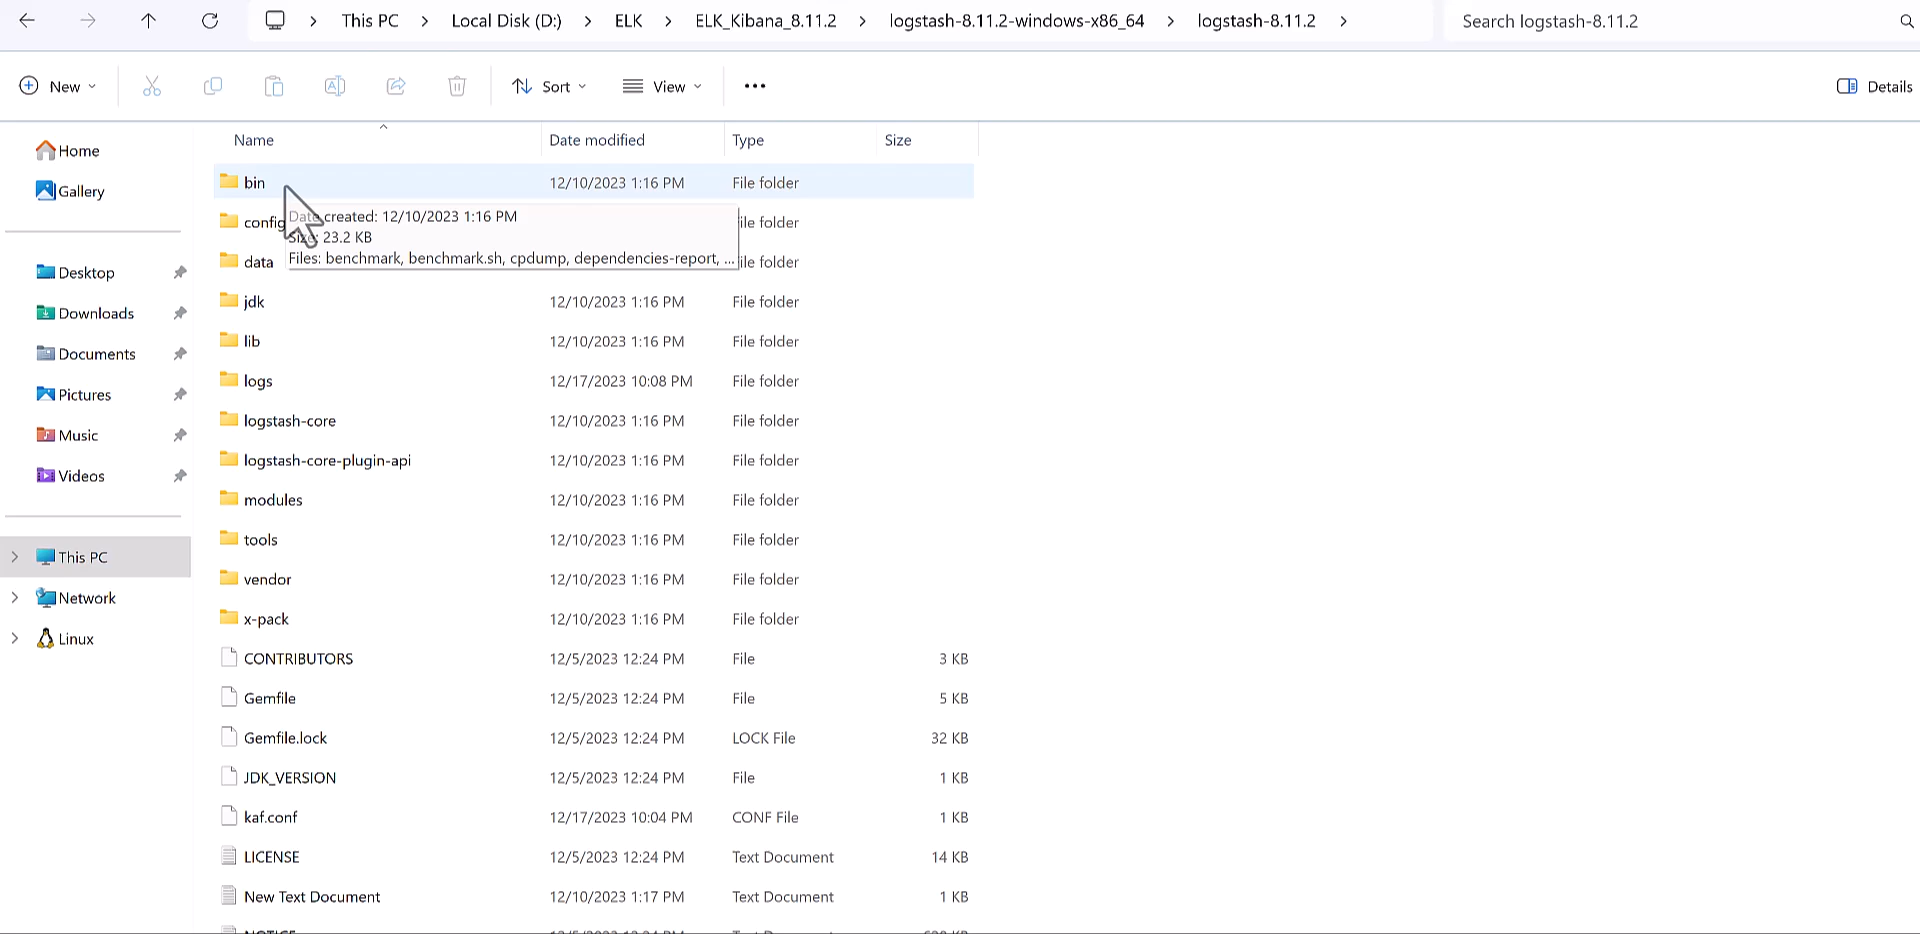 This PC > Local Disk (D:) > ELK > ELK_Kibana_8.11.2 > logstash-8.11.2-windows-x86_64 > logstash-8.11.2 > Search logstash-8.11.2
New Sort View ••• Details
Name Date modified Type Size
Home
Gallery
Desktop
Downloads
Documents
Pictures
Music
Videos
This PC
Network
Linux
bin 12/10/2023 1:16 PM File folder
Date created: 12/10/2023 1:16 PM
Size: 23.2 KB
Files: benchmark, benchmark.sh, cpdump, dependencies-report, ...
config ile folder
data ile folder
jdk 12/10/2023 1:16 PM File folder
lib 12/10/2023 1:16 PM File folder
logs 12/17/2023 10:08 PM File folder
logstash-core 12/10/2023 1:16 PM File folder
logstash-core-plugin-api 12/10/2023 1:16 PM File folder
modules 12/10/2023 1:16 PM File folder
tools 12/10/2023 1:16 PM File folder
vendor 12/10/2023 1:16 PM File folder
x-pack 12/10/2023 1:16 PM File folder
CONTRIBUTORS 12/5/2023 12:24 PM File 3 KB
Gemfile 12/5/2023 12:24 PM File 5 KB
Gemfile.lock 12/5/2023 12:24 PM LOCK File 32 KB
JDK_VERSION 12/5/2023 12:24 PM File 1 KB
kaf.conf 12/17/2023 10:04 PM CONF File 1 KB
LICENSE 12/5/2023 12:24 PM Text Document 14 KB
New Text Document 12/10/2023 1:17 PM Text Document 1 KB